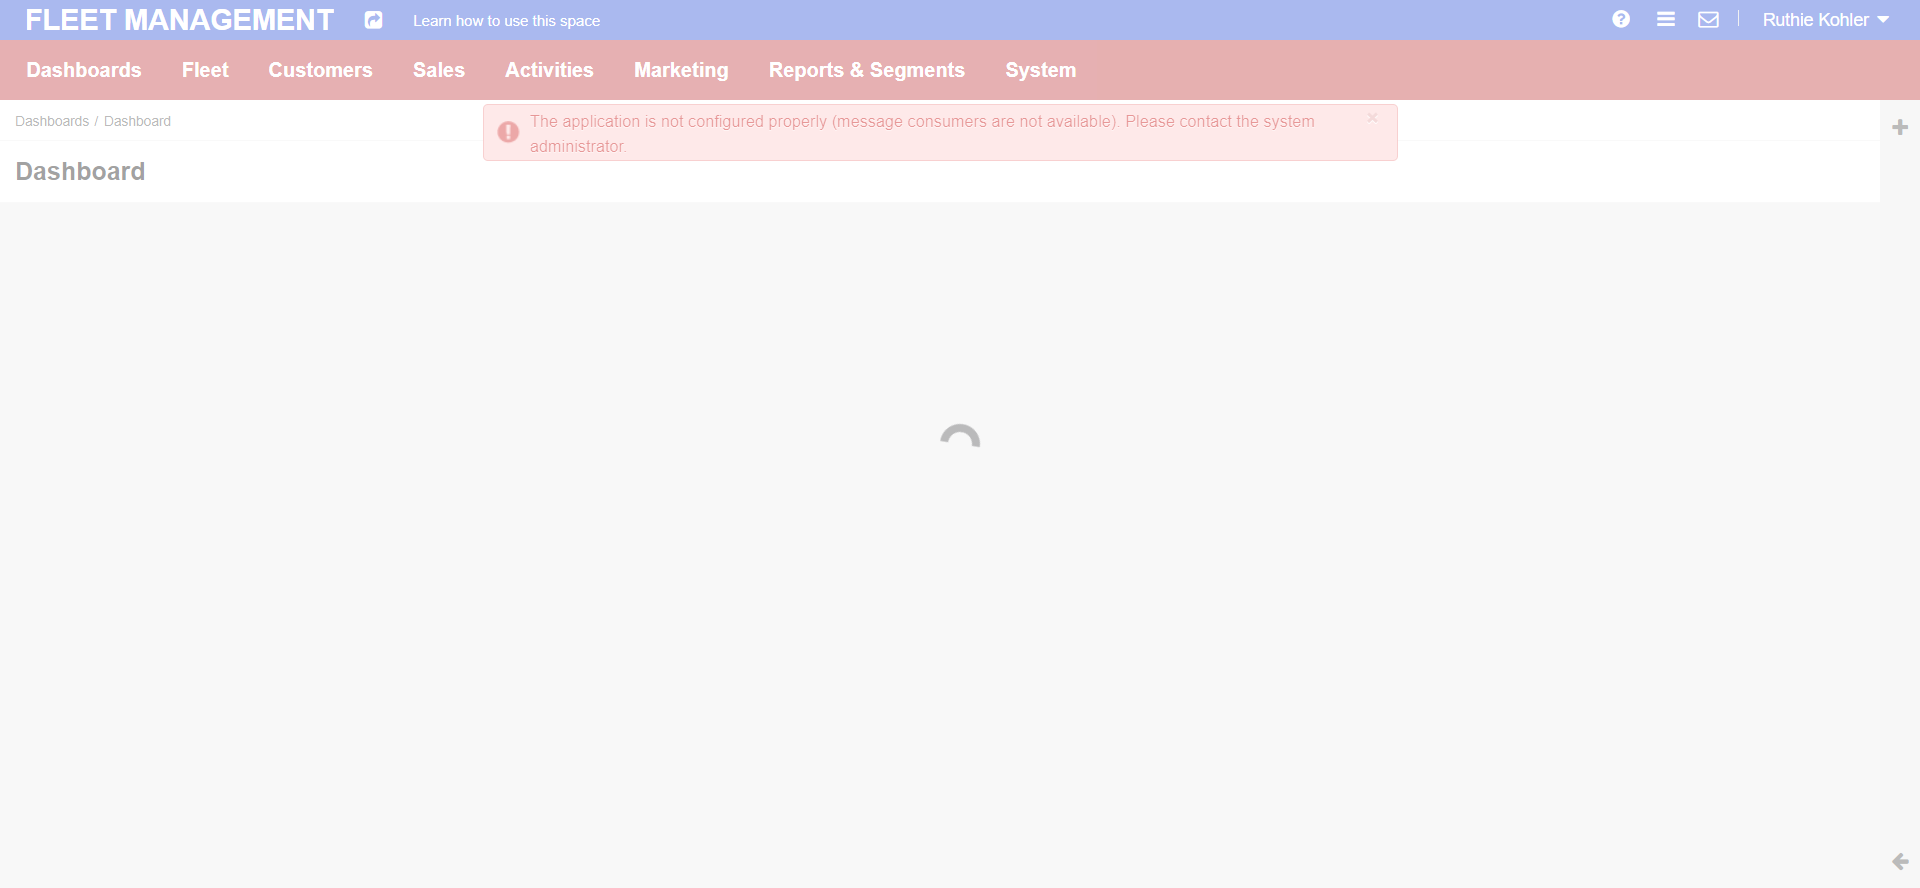 FLEET MANAGEMENT
Learn how to use this space
Ruthie Kohler
Dashboards
Fleet
Customers
Sales
Activities
Marketing
Reports & Segments
System
Dashboards / Dashboard
The application is not configured properly (message consumers are not available). Please contact the system
administrator.
×
Dashboard